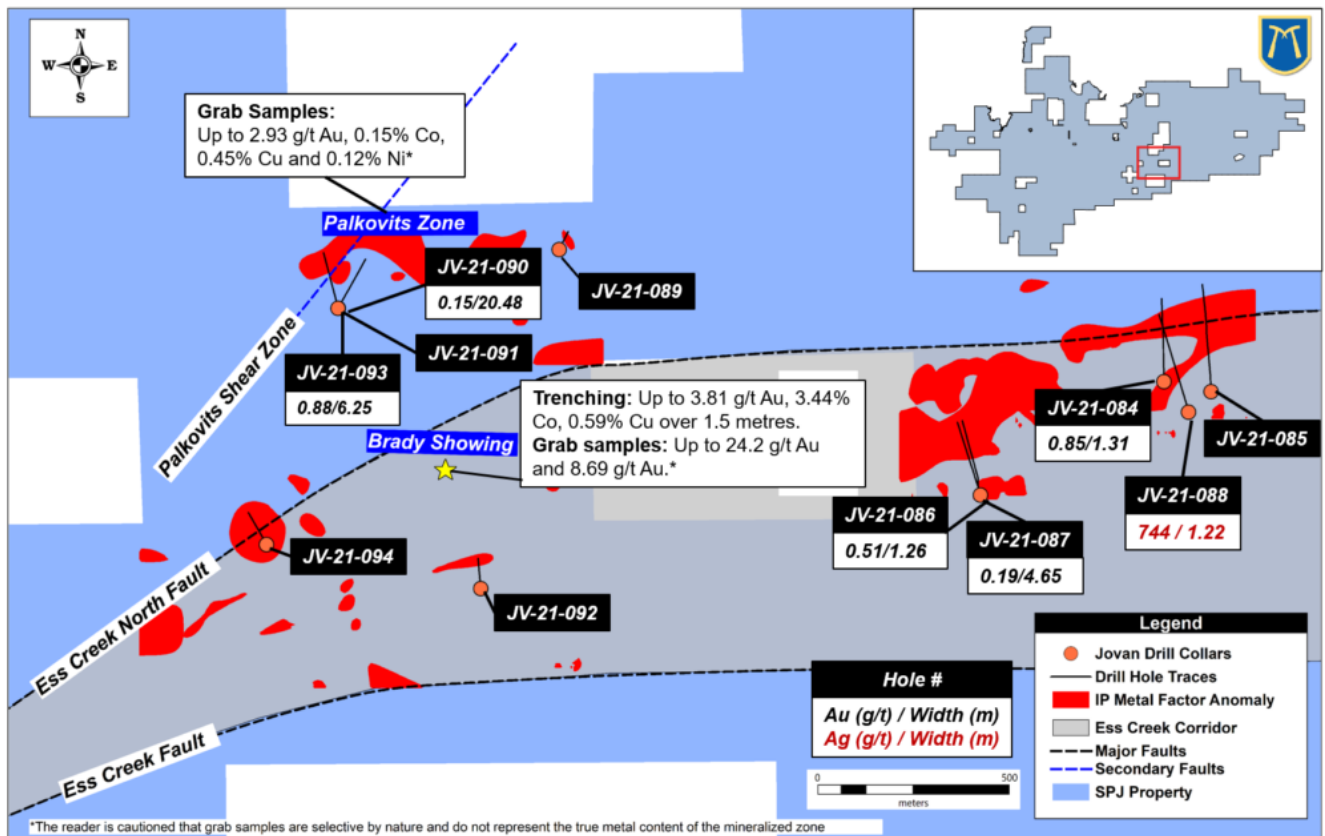 N
W E
S
Grab Samples:
Up to 2.93 g/t Au, 0.15% Co,
0.45% Cu and 0.12% Ni*
Palkovits Zone
JV-21-090
0.15/20.48
JV-21-089
JV-21-091
JV-21-093
0.88/6.25
Palkovits Shear Zone
Trenching: Up to 3.81 g/t Au, 3.44%
Co, 0.59% Cu over 1.5 metres.
Grab samples: Up to 24.2 g/t Au
and 8.69 g/t Au.*
Brady Showing
JV-21-084
0.85/1.31
JV-21-085
JV-21-088
744 / 1.22
JV-21-086
0.51/1.26
JV-21-087
0.19/4.65
JV-21-094
JV-21-092
Ess Creek North Fault
Ess Creek Fault
Hole #
Au (g/t) / Width (m)
Ag (g/t) / Width (m)
0 500
meters
Legend
Jovan Drill Collars
Drill Hole Traces
IP Metal Factor Anomaly
Ess Creek Corridor
Major Faults
Secondary Faults
SPJ Property
*The reader is cautioned that grab samples are selective by nature and do not represent the true metal content of the mineralized zone